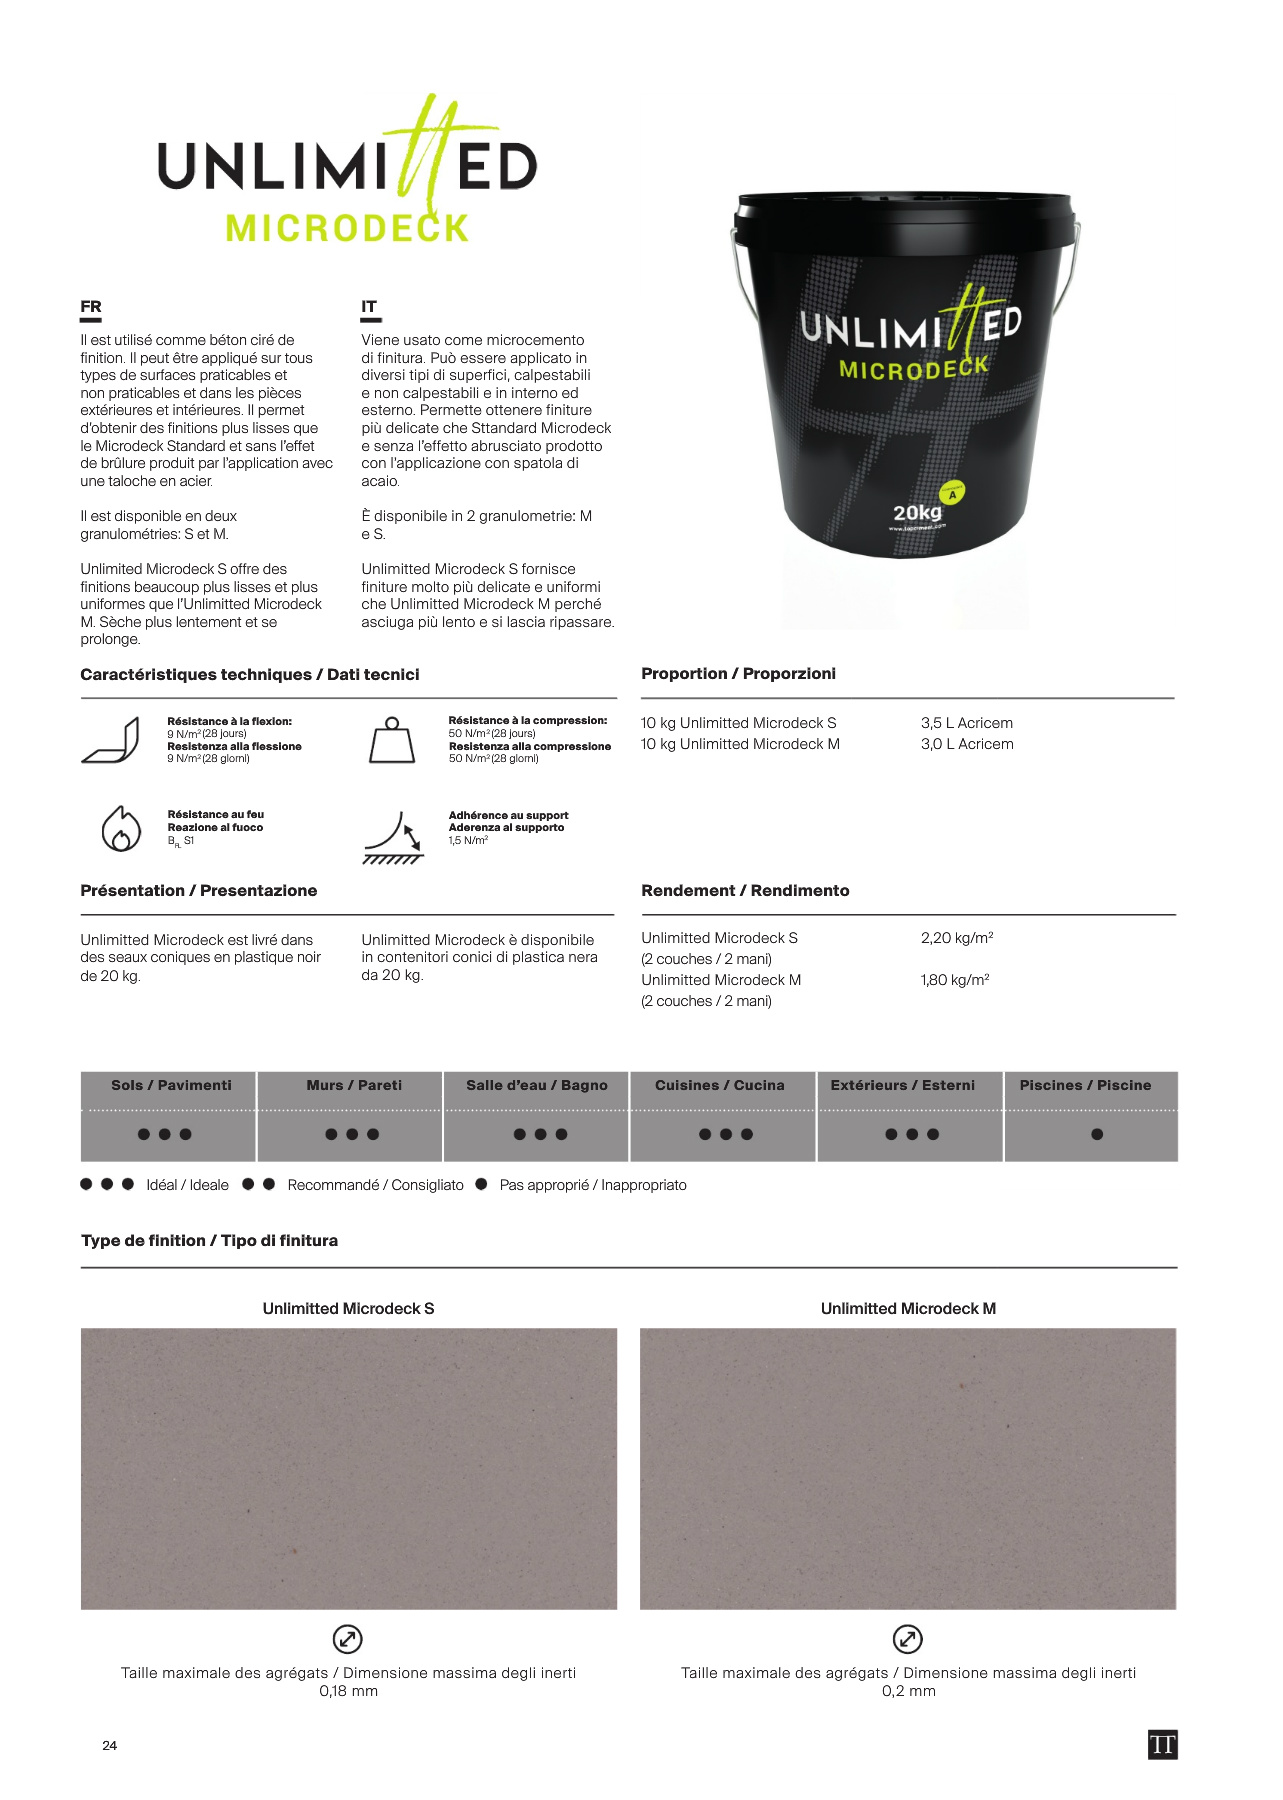 UNLIMITTED
MICRODECK
FR
Il est utilisé comme béton ciré de
finition. Il peut être appliqué sur tous
types de surfaces praticables et
non praticables et dans les pièces
extérieures et intérieures. Il permet
d'obtenir des finitions plus lisses que
le Microdeck Standard et sans l'effet
de brûlure produit par l'application avec
une taloche en acier.
Il est disponible en deux
granulométries: S et M.
Unlimited Microdeck S offre des
finitions beaucoup plus lisses et plus
uniformes que l'Unlimitted Microdeck
M. Sèche plus lentement et se
prolonge.
IT
Viene usato come microcemento
di finitura. Può essere applicato in
diversi tipi di superfici, calpestabili
e non calpestabili e in interno ed
esterno. Permette ottenere finiture
più delicate che Sttandard Microdeck
e senza l'effetto abrusciato prodotto
con l'applicazione con spatola di
acaio.
È disponibile in 2 granulometrie: M
e S.
Unlimitted Microdeck S fornisce
finiture molto più delicate e uniformi
che Unlimitted Microdeck M perché
asciuga più lento e si lascia ripassare.
UNLIMITTED
MICRODECK
A
20kg
www.topciment.com
Caractéristiques techniques / Dati tecnici
Résistance à la flexion:
9 N/m² (28 jours)
Resistenza alla flessione
9 N/m² (28 giorni)
Résistance à la compression:
50 N/m² (28 jours)
Resistenza alla compressione
50 N/m² (28 giorni)
Résistance au feu
Reazione al fuoco
B FL S1
Adhérence au support
Aderenza al supporto
1,5 N/m²
Proportion / Proporzioni
10 kg Unlimitted Microdeck S 3,5 L Acricem
10 kg Unlimitted Microdeck M 3,0 L Acricem
Présentation / Presentazione
Unlimitted Microdeck est livré dans
des seaux coniques en plastique noir
de 20 kg.
Unlimitted Microdeck è disponibile
in contenitori conici di plastica nera
da 20 kg.
Rendement / Rendimento
Unlimitted Microdeck S 2,20 kg/m²
(2 couches / 2 mani)
Unlimitted Microdeck M 1,80 kg/m²
(2 couches / 2 mani)
Sols / Pavimenti Murs / Pareti Salle d'eau / Bagno Cuisines / Cucina Extérieurs / Esterni Piscines / Piscine
● ● ● ● ● ● ● ● ● ● ● ● ● ● ● ●
● ● ● Idéal / Ideale ● ● Recommandé / Consigliato ● Pas approprié / Inappropriato
Type de finition / Tipo di finitura
Unlimitted Microdeck S
Unlimitted Microdeck M
Taille maximale des agrégats / Dimensione massima degli inerti
0,18 mm
Taille maximale des agrégats / Dimensione massima degli inerti
0,2 mm
24
TT